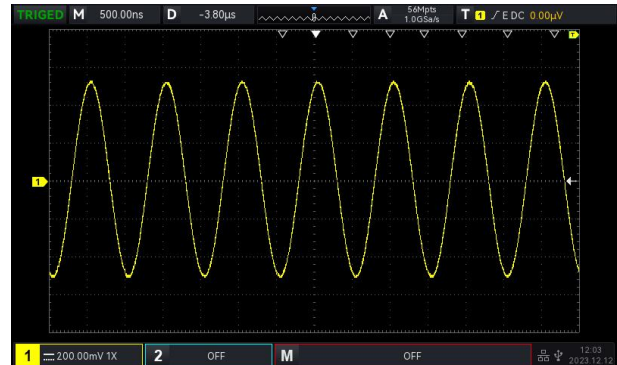 TRIGED M 500.00ns D -3.80µs A 56Mpts 1.0GSa/s T 1 E DC 0.00µV
T
1
1 200.00mV 1X 2 OFF M OFF 12:03
2023.12.12